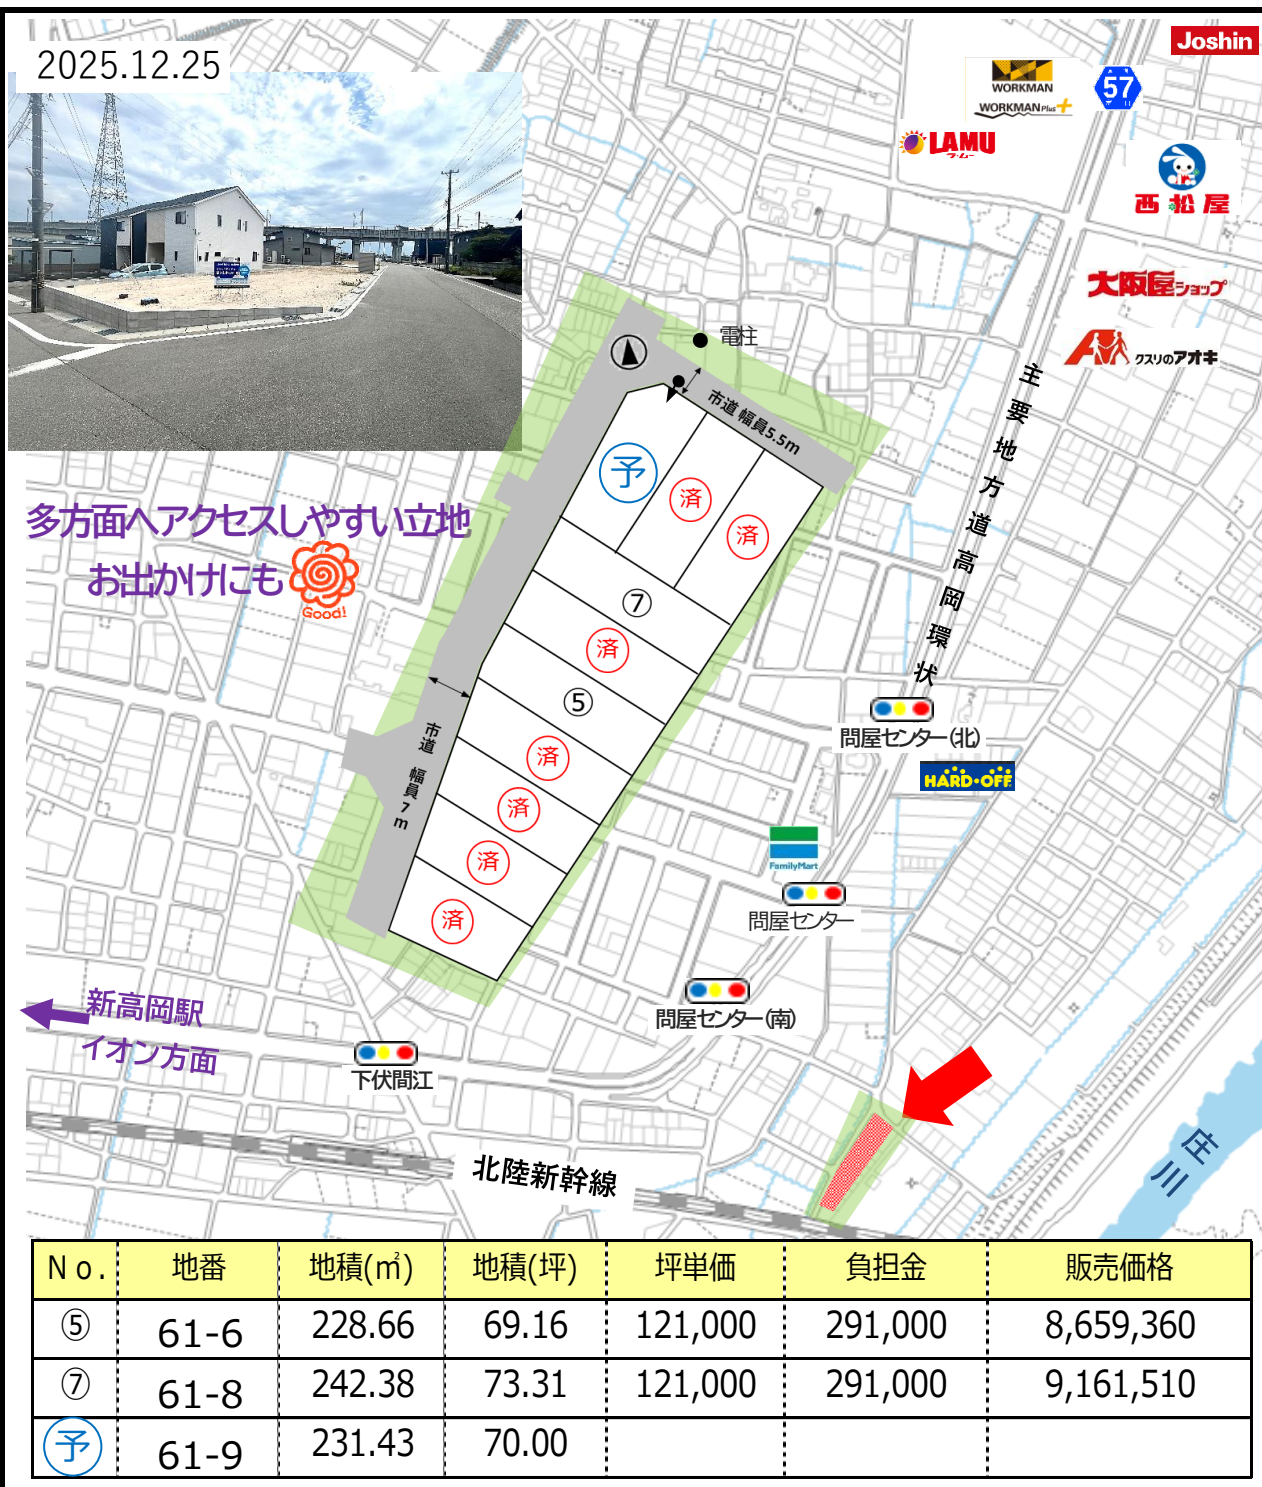 2025.12.25
Joshin
WORKMAN
WORKMAN Plus+
57
LAMU
ラ・ムー
西松屋
大阪屋ショップ
クスリのアオキ
電柱
市道 幅員5.5m
主要地方道高岡環状
予
済
済
多方面へアクセスしやすい立地
お出かけにも
Good!
⑦
済
⑤
市道 幅員7m
済
済
済
済
問屋センター(北)
HARD・OFF
FamilyMart
問屋センター
問屋センター(南)
新高岡駅
イオン方面
下伏間江
北陸新幹線
庄川
No. 地番 地積(㎡) 地積(坪) 坪単価 負担金 販売価格
⑤ 61-6 228.66 69.16 121,000 291,000 8,659,360
⑦ 61-8 242.38 73.31 121,000 291,000 9,161,510
予 61-9 231.43 70.00